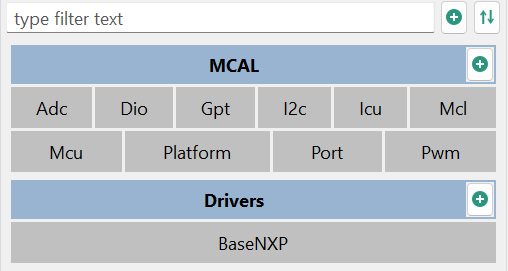 type filter text
MCAL
Adc Dio Gpt I2c Icu Mcl
Mcu Platform Port Pwm
Drivers
BaseNXP